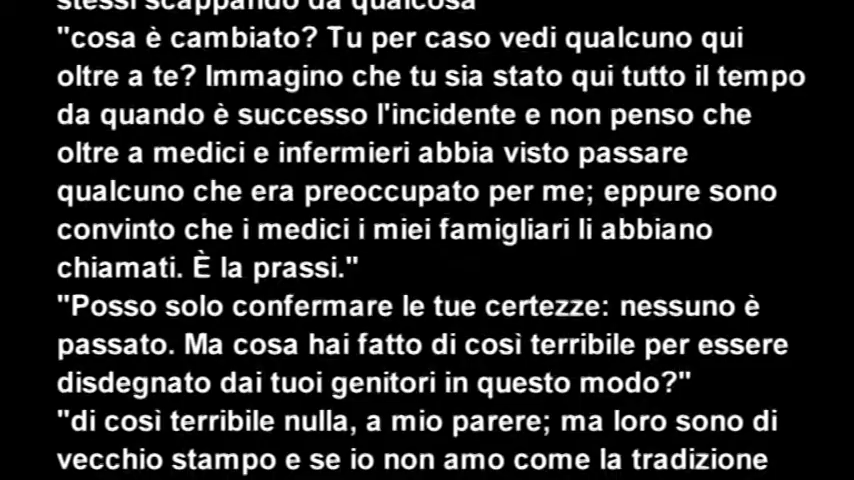 stessi scappando da qualcosa
"cosa è cambiato? Tu per caso vedi qualcuno qui
oltre a te? Immagino che tu sia stato qui tutto il tempo
da quando è successo l'incidente e non penso che
oltre a medici e infermieri abbia visto passare
qualcuno che era preoccupato per me; eppure sono
convinto che i medici i miei famigliari li abbiano
chiamati. È la prassi."
"Posso solo confermare le tue certezze: nessuno è
passato. Ma cosa hai fatto di così terribile per essere
disdegnato dai tuoi genitori in questo modo?"
"di così terribile nulla, a mio parere; ma loro sono di
vecchio stampo e se io non amo come la tradizione